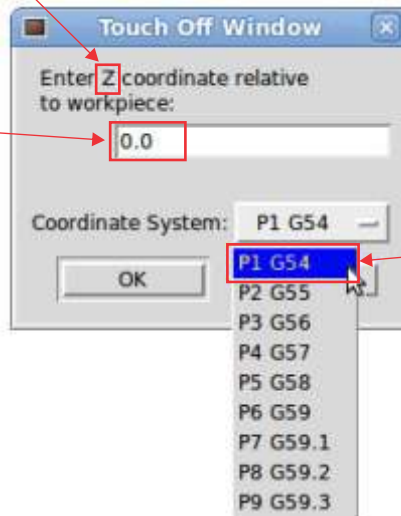 Touch Off Window
Enter Z coordinate relative
to workpiece:
0.0
Coordinate System: P1 G54
OK
P1 G54
P2 G55
P3 G56
P4 G57
P5 G58
P6 G59
P7 G59.1
P8 G59.2
P9 G59.3